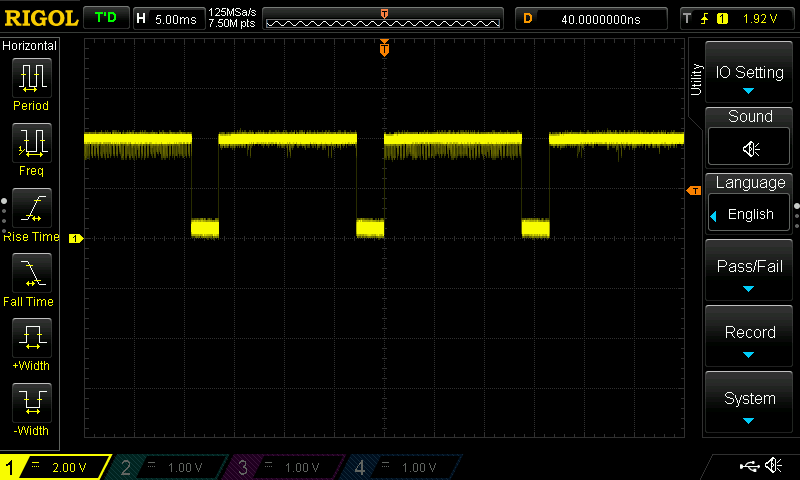 RIGOL T'D H 5.00ms 125MSa/s 7.50M pts T D 40.0000000ns T 1 1.92 V
Horizontal
Period
Freq
Rise Time
Fall Time
+Width
-Width
T
T
1
Utility
IO Setting
Sound
Language
English
Pass/Fail
Record
System
1 2.00 V 2 1.00 V 3 1.00 V 4 1.00 V